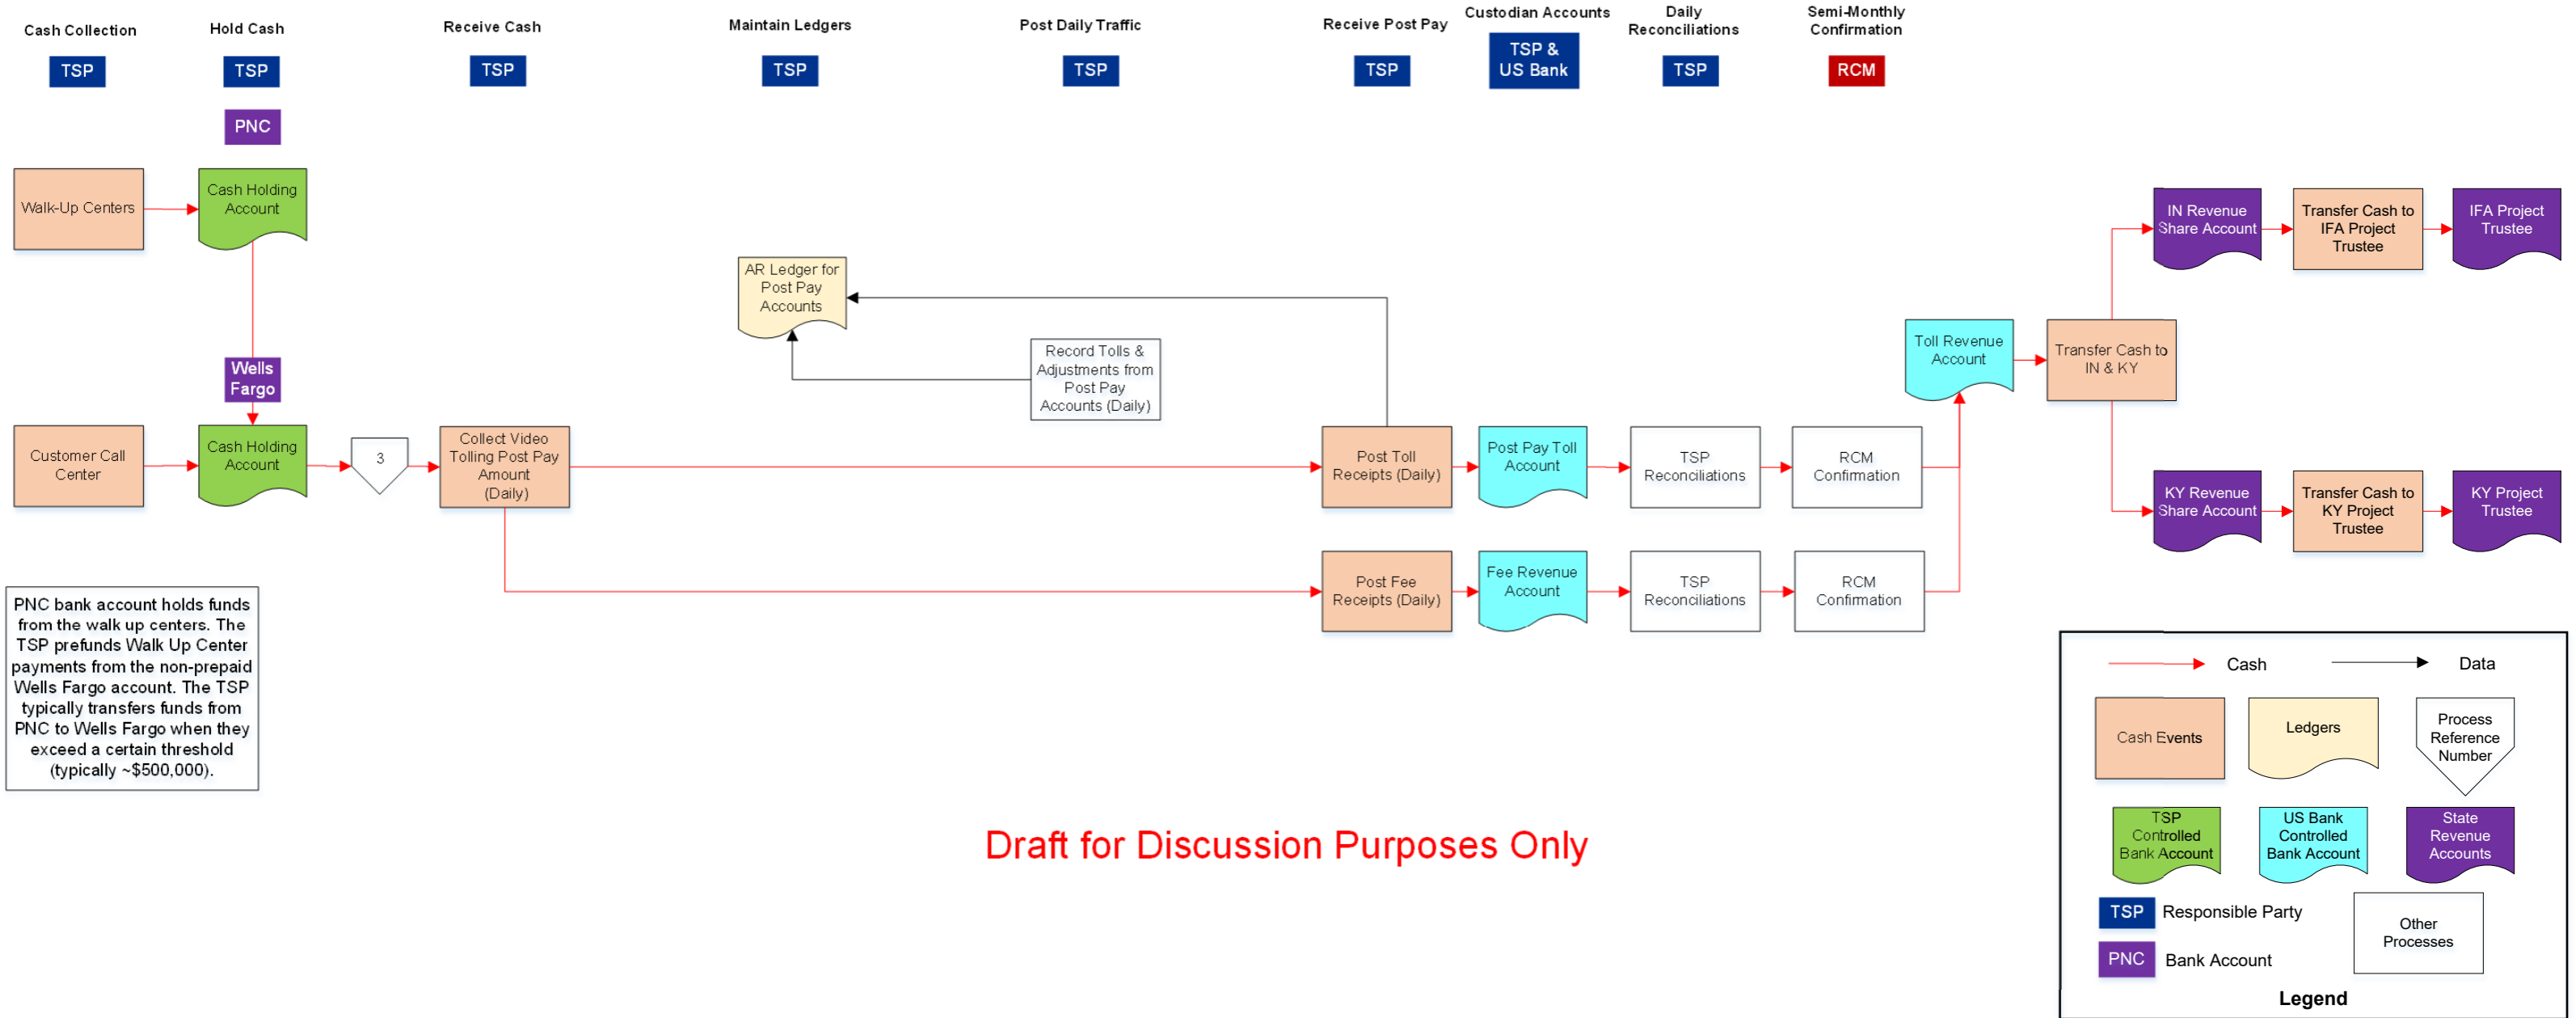 Cash Collection
TSP
Hold Cash
TSP
PNC
Receive Cash
TSP
Maintain Ledgers
TSP
Post Daily Traffic
TSP
Receive Post Pay
TSP
Custodian Accounts
TSP &
US Bank
Daily
Reconciliations
TSP
Semi-Monthly
Confirmation
RCM
Walk-Up Centers
Cash Holding
Account
Wells
Fargo
Customer Call
Center
Cash Holding
Account
3
Collect Video
Tolling Post Pay
Amount
(Daily)
AR Ledger for
Post Pay
Accounts
Record Tolls &
Adjustments from
Post Pay
Accounts (Daily)
Post Toll
Receipts (Daily)
Post Pay Toll
Account
TSP
Reconciliations
RCM
Confirmation
Post Fee
Receipts (Daily)
Fee Revenue
Account
TSP
Reconciliations
RCM
Confirmation
Toll Revenue
Account
Transfer Cash to
IN & KY
IN Revenue
Share Account
Transfer Cash to
IFA Project
Trustee
IFA Project
Trustee
KY Revenue
Share Account
Transfer Cash to
KY Project
Trustee
KY Project
Trustee
PNC bank account holds funds
from the walk up centers. The
TSP prefunds Walk Up Center
payments from the non-prepaid
Wells Fargo account. The TSP
typically transfers funds from
PNC to Wells Fargo when they
exceed a certain threshold
(typically ~$500,000).
Draft for Discussion Purposes Only
Cash
Data
Cash Events
Ledgers
Process
Reference
Number
TSP
Controlled
Bank Account
US Bank
Controlled
Bank Account
State
Revenue
Accounts
TSP
Responsible Party
PNC
Bank Account
Other
Processes
Legend